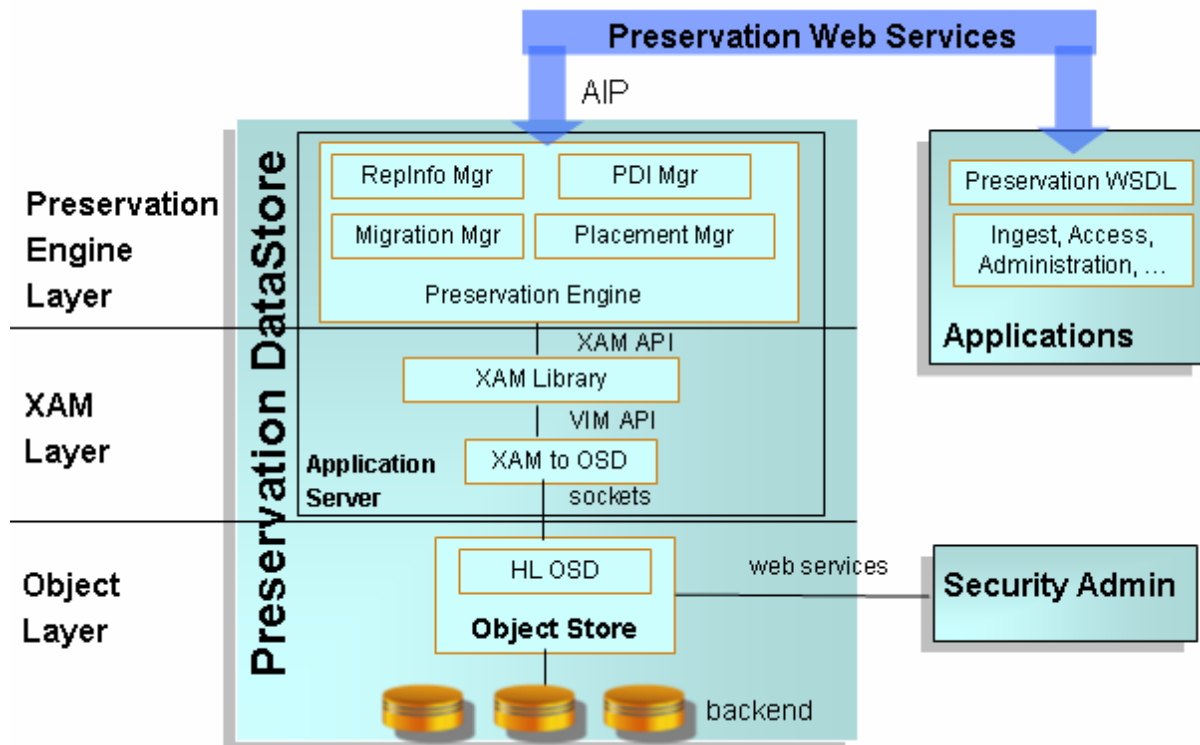 Preservation Web Services
AIP
Preservation
Engine
Layer
Preservation DataStore
RepInfo Mgr
PDI Mgr
Migration Mgr
Placement Mgr
Preservation Engine
Preservation WSDL
Ingest, Access,
Administration, ...
Applications
XAM API
XAM
Layer
XAM Library
VIM API
XAM to OSD
Application
Server
sockets
Object
Layer
HL OSD
Object Store
web services
Security Admin
backend